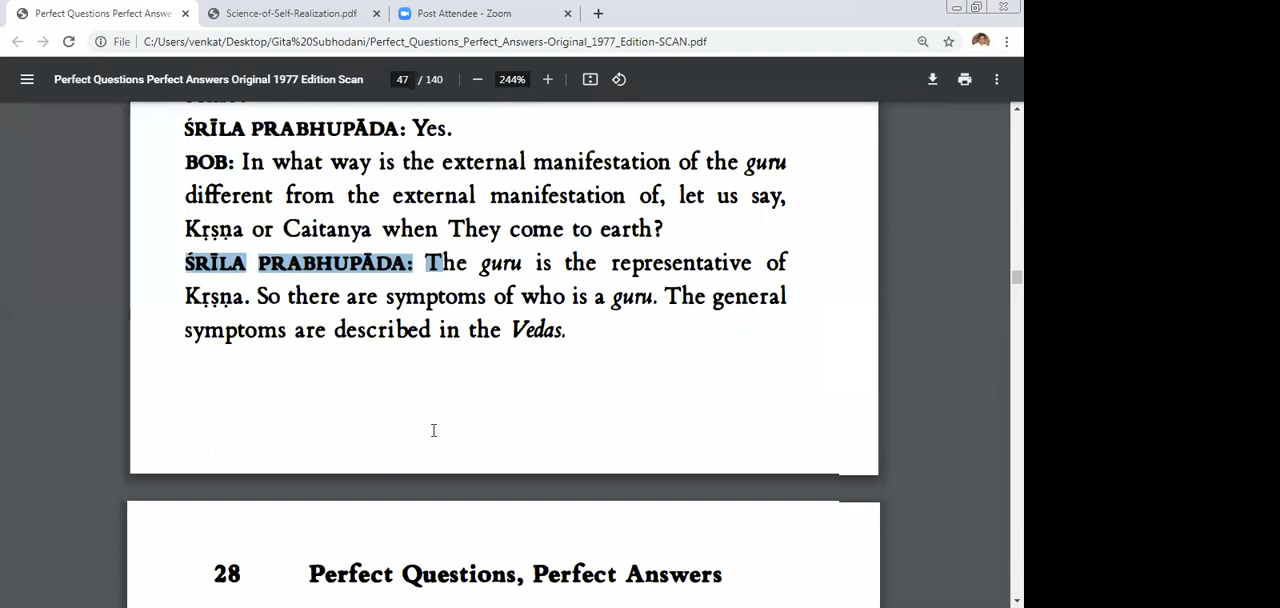 Perfect Questions Perfect Answe
Science-of-Self-Realization.pdf
Post Attendee - Zoom
File
C:/Users/venkat/Desktop/Gita%20Subhodani/Perfect_Questions_Perfect_Answers-Original_1977_Edition-SCAN.pdf
Perfect Questions Perfect Answers Original 1977 Edition Scan
47 / 140
244%
ŚRĪLA PRABHUPĀDA: Yes.
BOB: In what way is the external manifestation of the guru
different from the external manifestation of, let us say,
Kṛṣṇa or Caitanya when They come to earth?
ŚRĪLA PRABHUPĀDA: The guru is the representative of
Kṛṣṇa. So there are symptoms of who is a guru. The general
symptoms are described in the Vedas.
28 Perfect Questions, Perfect Answers